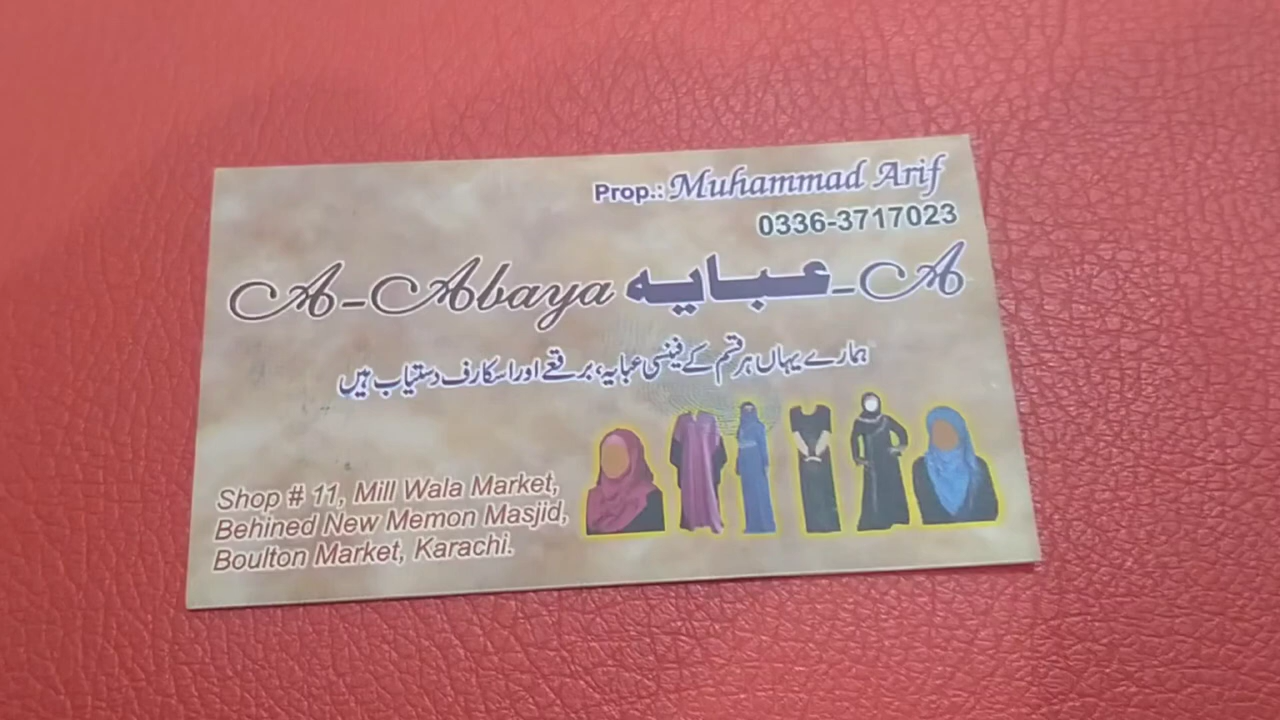 Prop.: Muhammad Arif
0336-3717023
A-Abaya عبایہ-A
ہمارے یہاں ہر قسم کے فینسی عبایہ، برقعے اور اسکارف دستیاب ہیں
Shop # 11, Mill Wala Market,
Behined New Memon Masjid,
Boulton Market, Karachi.